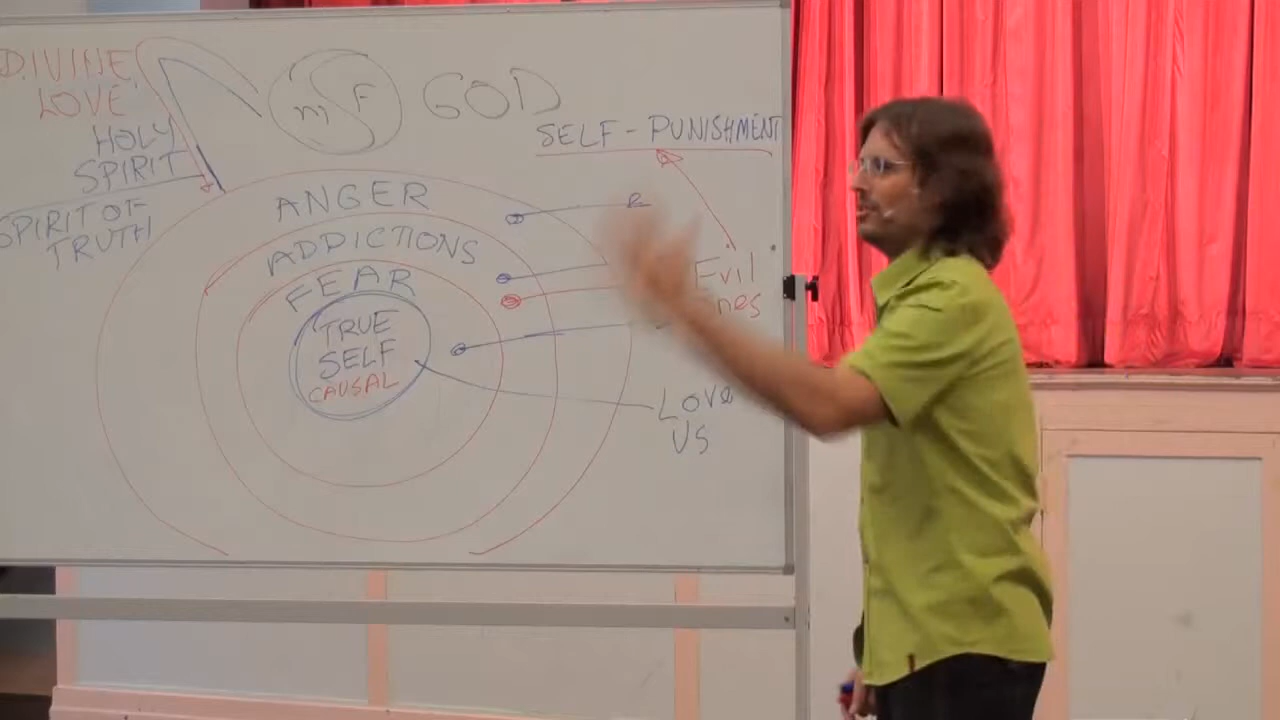 DIVINE
LOVE
HOLY
SPIRIT
SPIRIT OF
TRUTH
m F
GOD
SELF-PUNISHMENT
ANGER
ADDICTIONS
FEAR
TRUE
SELF
CAUSAL
Evil
Love
US